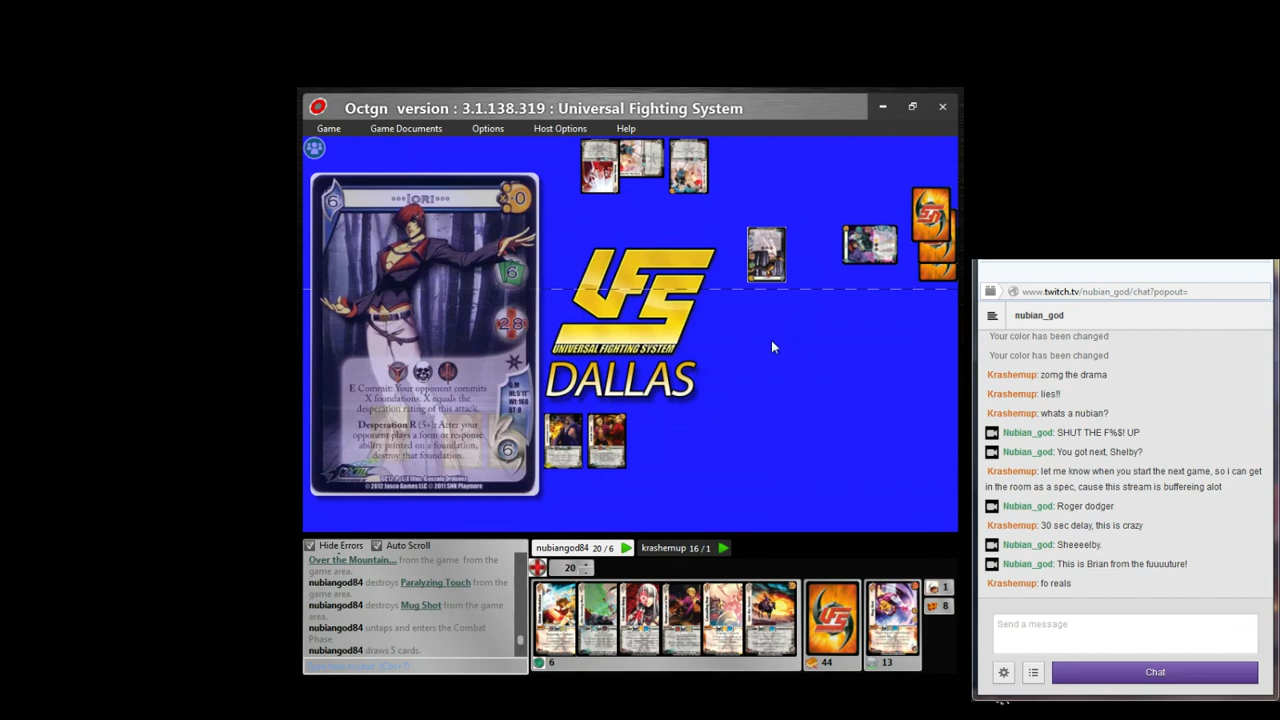 Octgn version : 3.1.138.319 : Universal Fighting System
Game Documents Options Host Options Help
6 ••• IORI ••• 0
6
28
E Commit: Your opponent commits
X foundations. X equals the
desperation rating of this attack.
Desperation R (5+): After your
opponent plays a form or response
ability printed on a foundation,
destroy that foundation.
6
UFS
UNIVERSAL FIGHTING SYSTEM
DALLAS
Hide Errors Auto Scroll
Over the Mountain... from the game from the
game area.
nubiangod84 destroys Paralyzing Touch from the
game area.
nubiangod84 destroys Mug Shot from the game
area.
nubiangod84 untaps and enters the Combat
Phase
nubiangod84 draws 5 cards.
nubiangod84 20 / 6 krashemup 16 / 1
20
1
8
6 44 13
www.twitch.tv/nubian_god/chat?popout=
nubian_god
Your color has been changed
Your color has been changed
Krashemup: zomg the drama
Krashemup: lies!!
Krashemup: whats a nubian?
Nubian_god: SHUT THE F%$! UP
Nubian_god: You got next, Shelby?
Krashemup: let me know when you start the next game, so i can get
in the room as a spec, cause this stream is buffereing alot
Nubian_god: Roger dodger
Krashemup: 30 sec delay, this is crazy
Nubian_god: Sheeeelby.
Nubian_god: This is Brian from the fuuuuture!
Krashemup: fo reals
Send a message
Chat